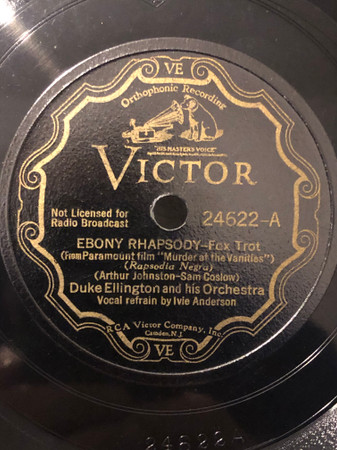 VE
Orthophonic Recording
"HIS MASTER'S VOICE"
VICTOR
Not Licensed for
Radio Broadcast
24622-A
EBONY RHAPSODY-Fox Trot
(From Paramount film "Murder at the Vanities")
(Rapsodia Negra)
(Arthur Johnston-Sam Coslow)
Duke Ellington and his Orchestra
Vocal refrain by Ivie Anderson
RCA Victor Company, Inc.
Camden, N.J.
VE
24622-A